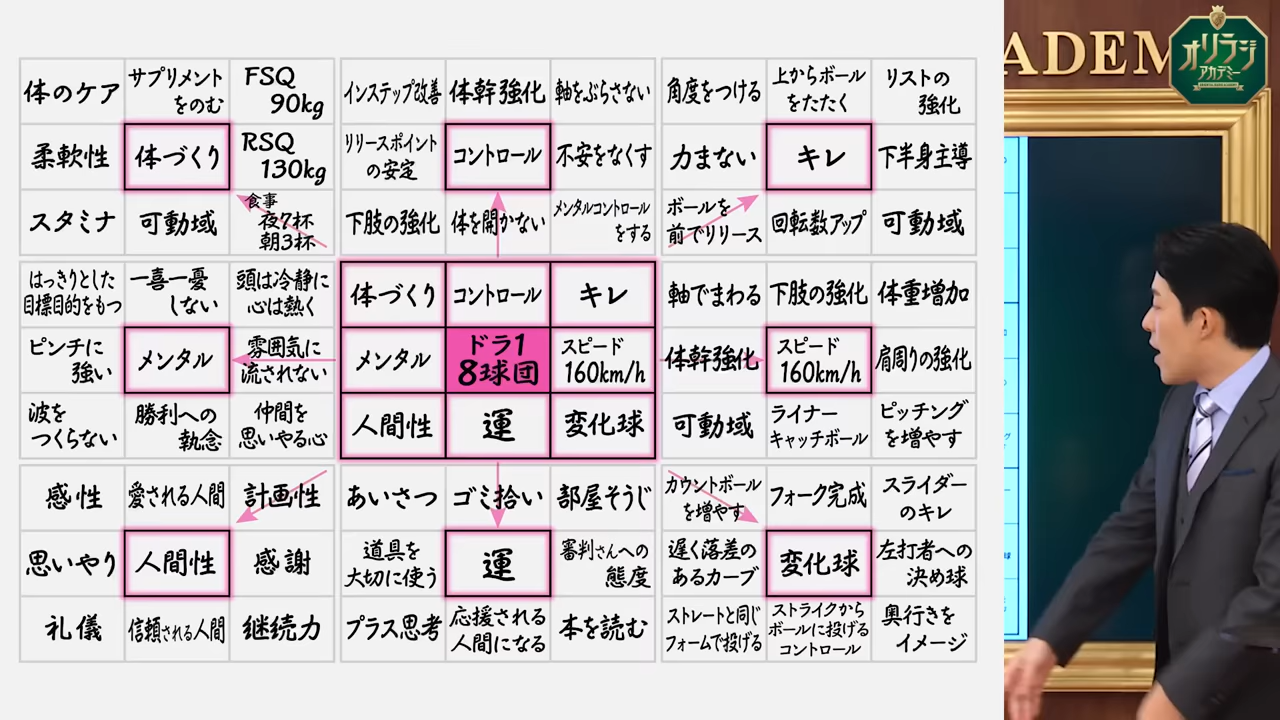 体のケア
サプリメント
をのむ
FSQ
90kg
柔軟性
体づくり
RSQ
130kg
スタミナ
可動域
食事
夜7杯
朝3杯
インステップ改善
体幹強化
軸をぶらさない
リリースポイント
の安定
コントロール
不安をなくす
下肢の強化
体を開かない
メンタルコントロール
をする
角度をつける
上からボール
をたたく
リストの
強化
力まない
キレ
下半身主導
ボールを
前でリリース
回転数アップ
可動域
はっきりとした
目標目的をもつ
一喜一憂
しない
頭は冷静に
心は熱く
ピンチに
強い
メンタル
雰囲気に
流されない
波を
つくらない
勝利への
執念
仲間を
思いやる心
体づくり
コントロール
キレ
メンタル
ドラ1
8球団
スピード
160km/h
人間性
運
変化球
軸でまわる
下肢の強化
体重増加
体幹強化
スピード
160km/h
肩周りの強化
可動域
ライナー
キャッチボール
ピッチング
を増やす
感性
愛される人間
計画性
思いやり
人間性
感謝
礼儀
信頼される人間
継続力
あいさつ
ゴミ拾い
部屋そうじ
道具を
大切に使う
運
審判さんへの
態度
プラス思考
応援される
人間になる
本を読む
カウントボール
を増やす
フォーク完成
スライダー
のキレ
遅く落差の
あるカーブ
変化球
左打者への
決め球
ストレートと同じ
フォームで投げる
ストライクから
ボールに投げる
コントロール
奥行きを
イメージ
ADEM
オリラジ
アカデミー